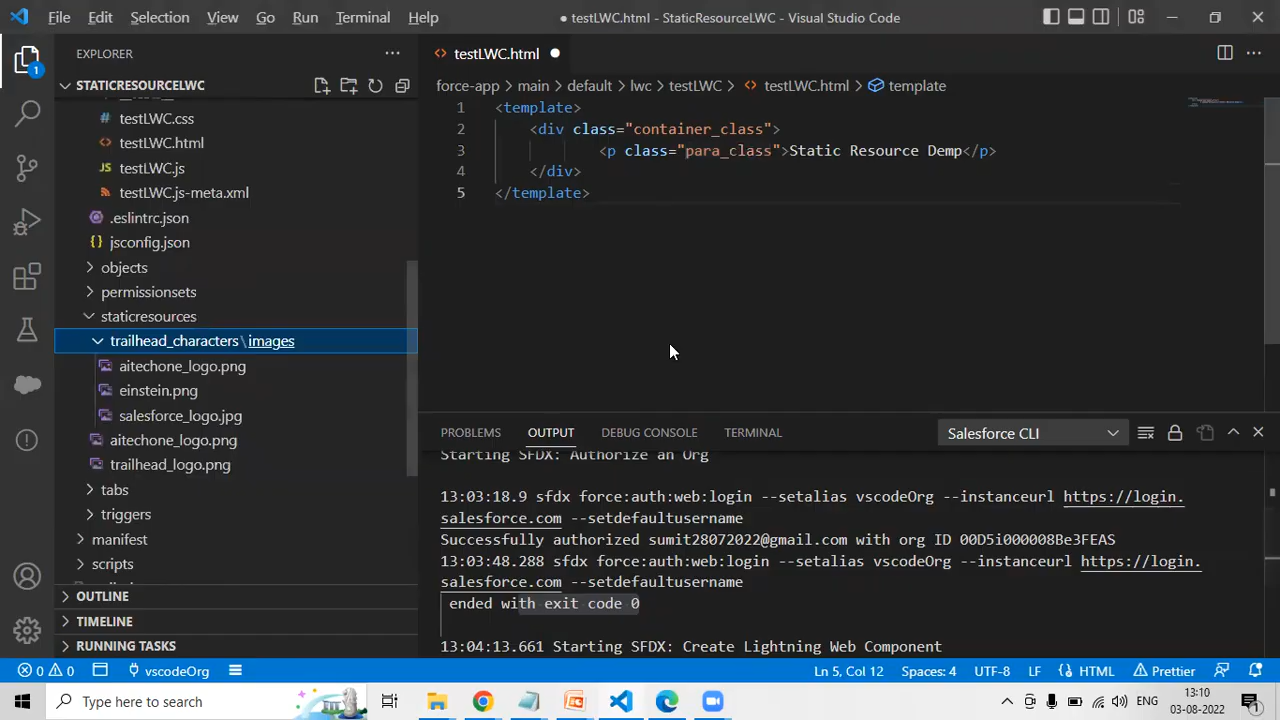 File Edit Selection View Go Run Terminal Help
● testLWC.html - StaticResourceLWC - Visual Studio Code
EXPLORER
testLWC.html
STATICRESOURCELWC
force-app > main > default > lwc > testLWC > testLWC.html > template
testLWC.css
testLWC.html
testLWC.js
testLWC.js-meta.xml
.eslintrc.json
jsconfig.json
objects
permissionsets
staticresources
trailhead_characters\images
aitechone_logo.png
einstein.png
salesforce_logo.jpg
aitechone_logo.png
trailhead_logo.png
tabs
triggers
manifest
scripts
OUTLINE
TIMELINE
RUNNING TASKS
1 <template>
2 <div class="container_class">
3 <p class="para_class">Static Resource Demp</p>
4 </div>
5 </template>
PROBLEMS OUTPUT DEBUG CONSOLE TERMINAL
Salesforce CLI
Starting SFDX: Authorize an Org
13:03:18.9 sfdx force:auth:web:login --setalias vscodeOrg --instanceurl https://login.
salesforce.com --setdefaultusername
Successfully authorized sumit28072022@gmail.com with org ID 00D5i000008Be3FEAS
13:03:48.288 sfdx force:auth:web:login --setalias vscodeOrg --instanceurl https://login.
salesforce.com --setdefaultusername
ended with exit code 0
13:04:13.661 Starting SFDX: Create Lightning Web Component
0 0 vscodeOrg
Ln 5, Col 12 Spaces: 4 UTF-8 LF HTML Prettier
Type here to search
ENG
13:10
03-08-2022
1